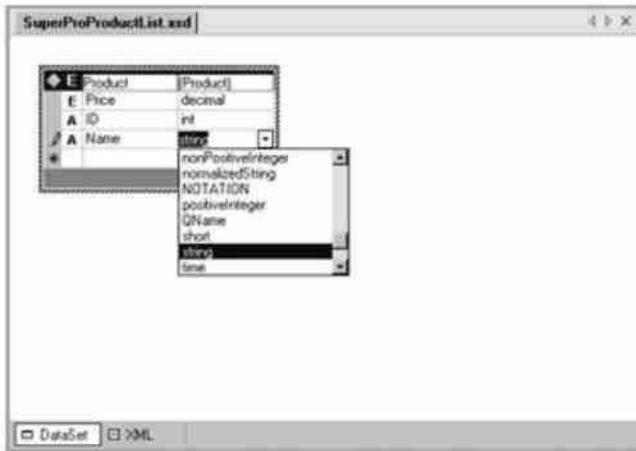 SuperProProductList.xsd
E Product (Product)
E Price decimal
A ID int
A Name string
nonPositiveInteger
normalizedString
NOTATION
positiveInteger
QName
short
string
time
DataSet XML